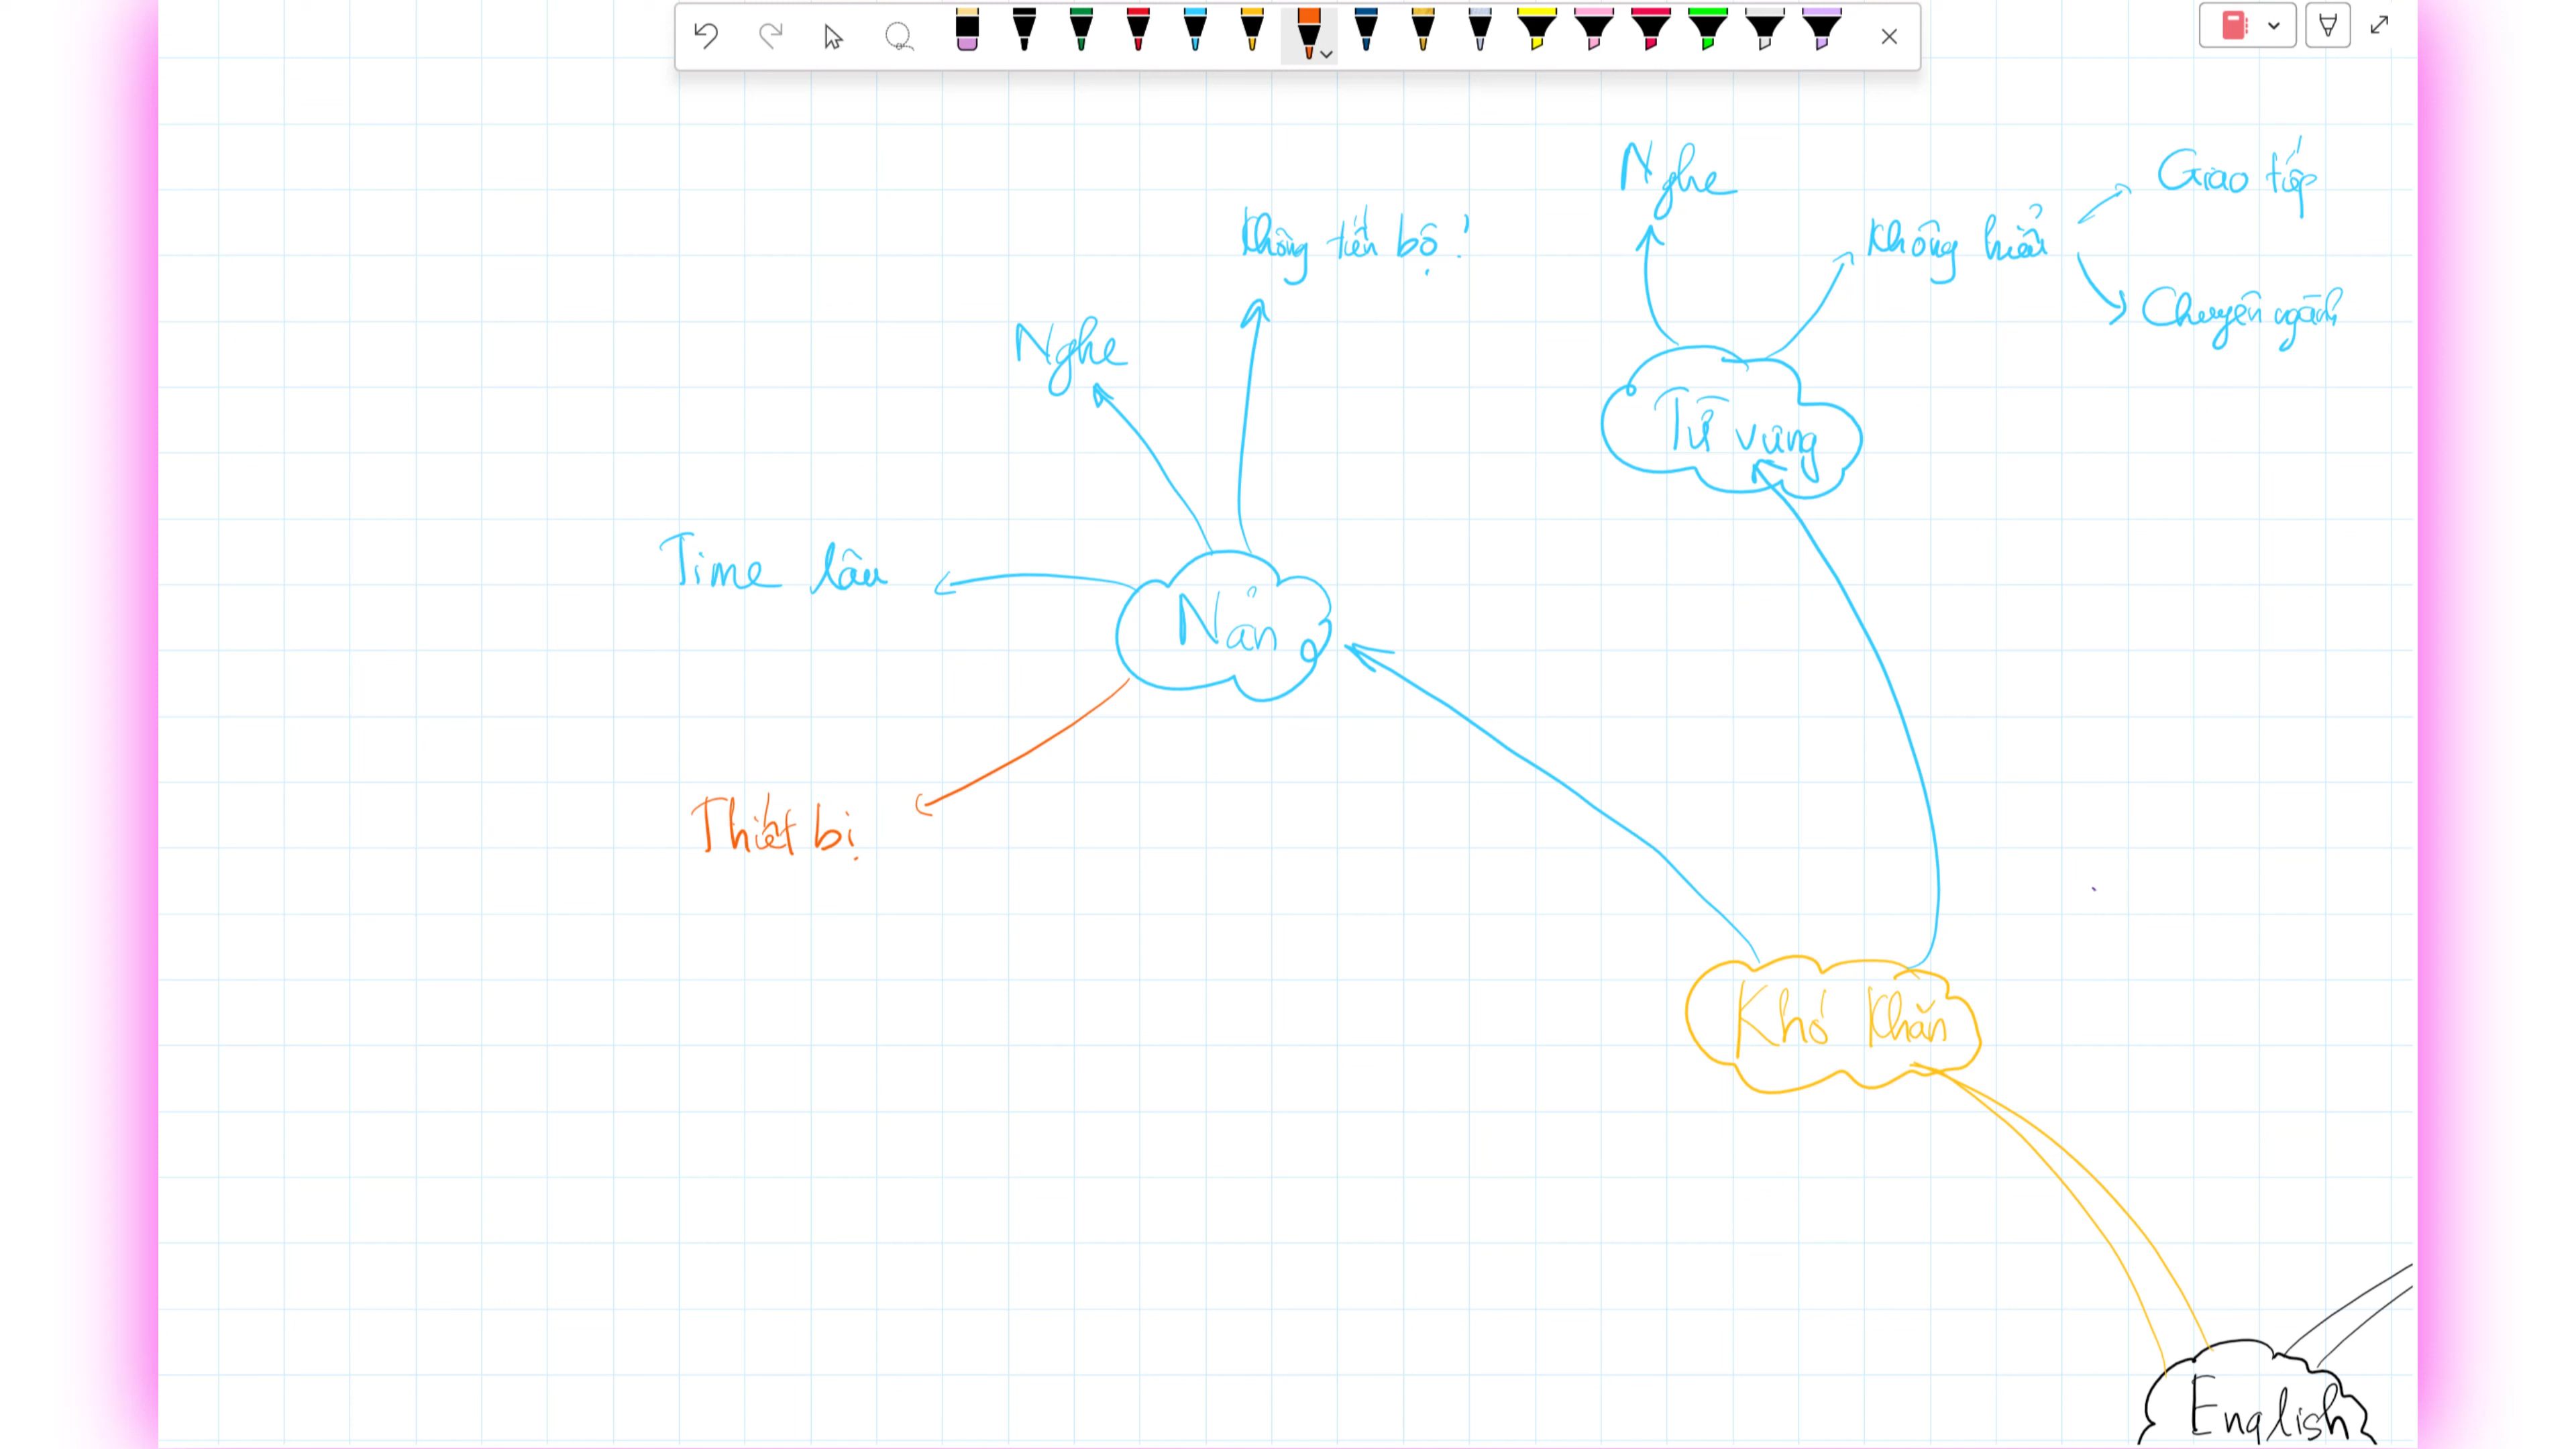 Nghe
Giao tiếp
Không tiến bộ?
Không hiểu
Chuyên ngành
Nghe
Từ vựng
Time lâu
Nản
Thiết bị
Khó khăn
English